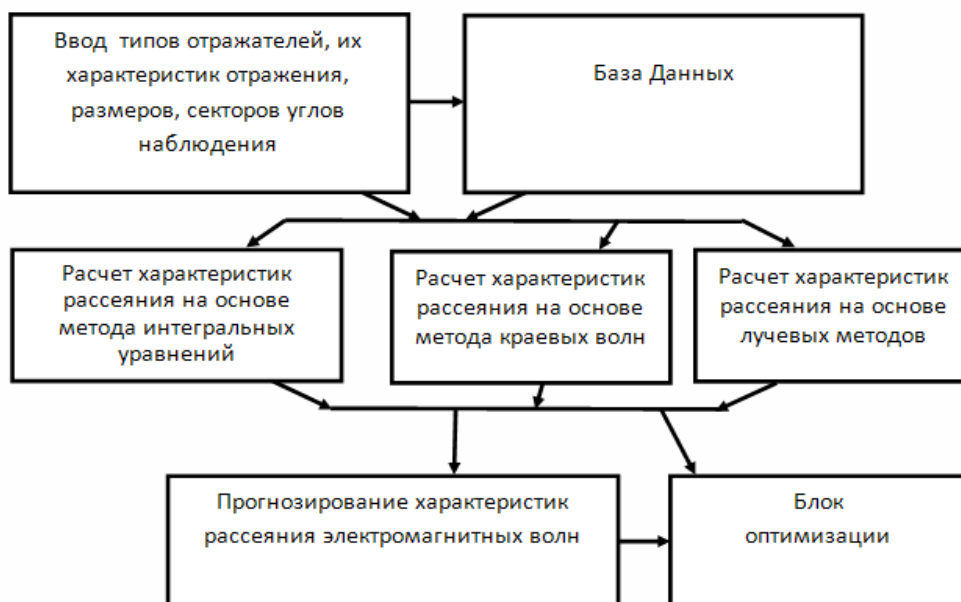 Ввод типов отражателей, их
характеристик отражения,
размеров, секторов углов
наблюдения
База Данных
Расчет характеристик
рассеяния на основе
метода интегральных
уравнений
Расчет характеристик
рассеяния на основе
метода краевых волн
Расчет характеристик
рассеяния на основе
лучевых методов
Прогнозирование характеристик
рассеяния электромагнитных волн
Блок
оптимизации